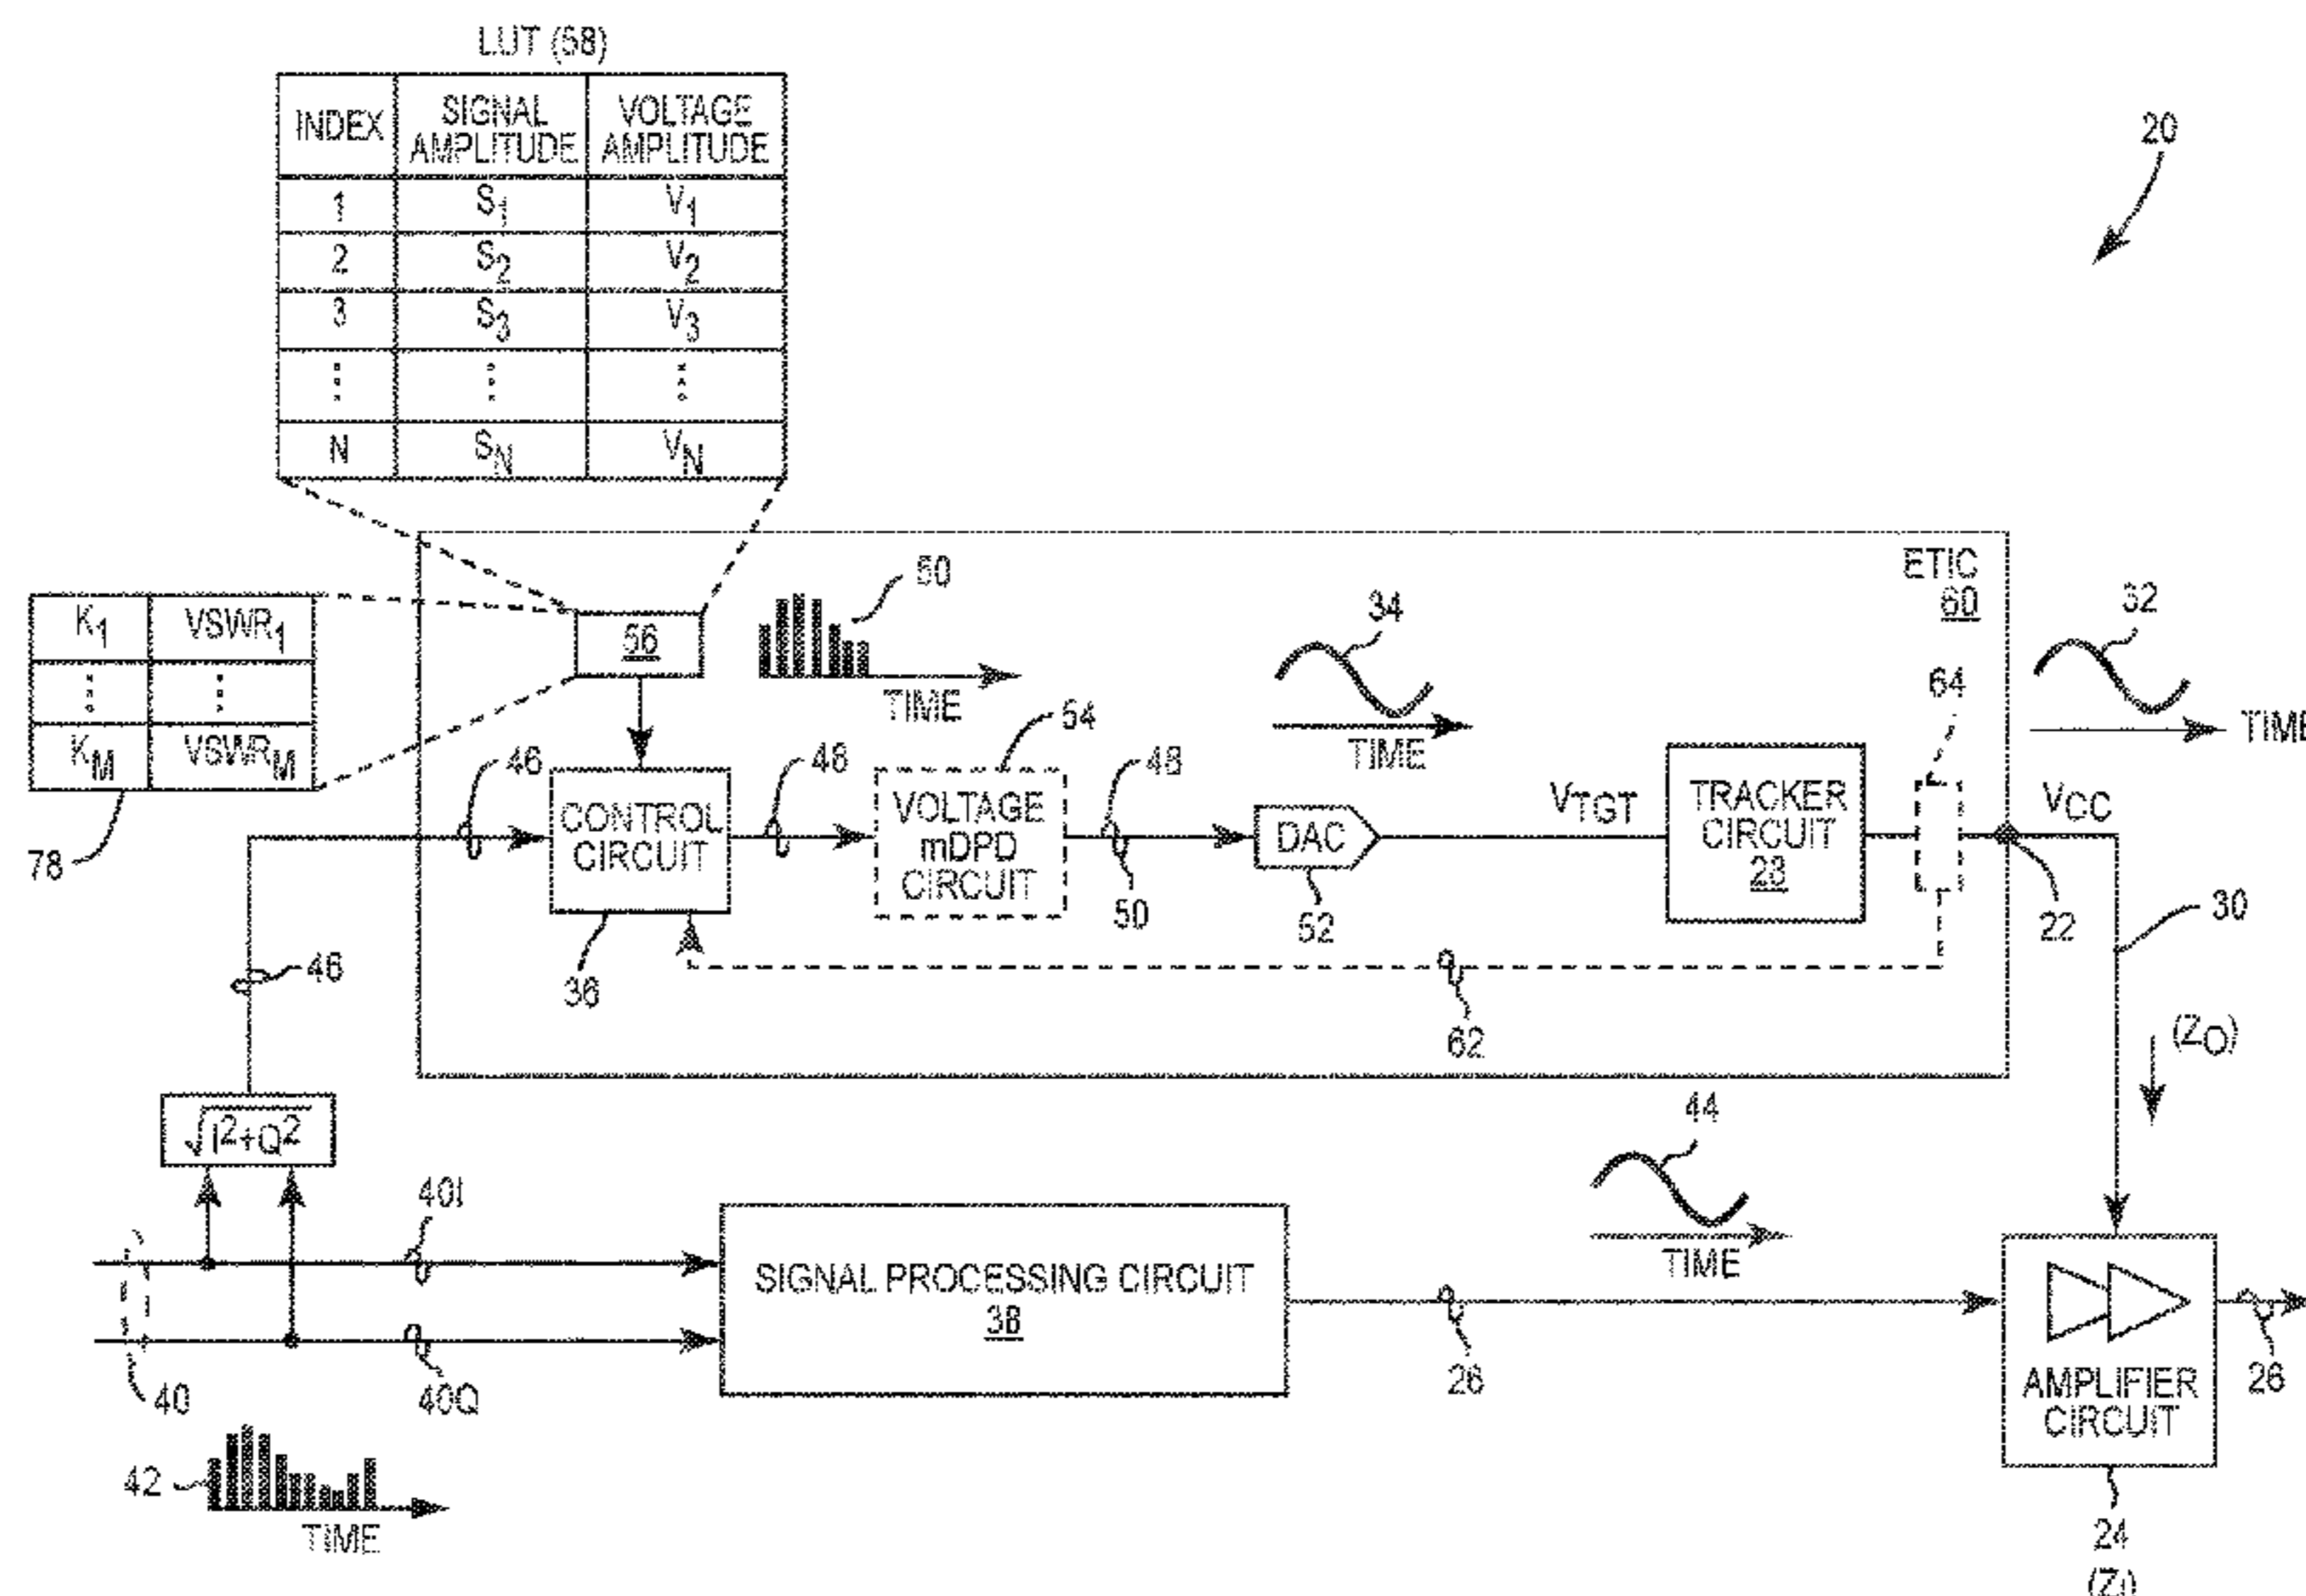 LUT (58)
INDEX
SIGNAL
AMPLITUDE
VOLTAGE
AMPLITUDE
1
S1
V1
2
S2
V2
3
S3
V3
N
SN
VN
20
K1
VSWR1
KM
VSWRM
78
56
50
TIME
34
TIME
ETIC
60
32
TIME
64
54
46
CONTROL
CIRCUIT
36
48
VOLTAGE
mDPD
CIRCUIT
48
50
DAC
52
VTGT
TRACKER
CIRCUIT
28
VCC
22
30
62
(ZO)
46
√I2+Q2
44
TIME
40I
40Q
40
42
TIME
SIGNAL PROCESSING CIRCUIT
38
26
AMPLIFIER
CIRCUIT
26
24